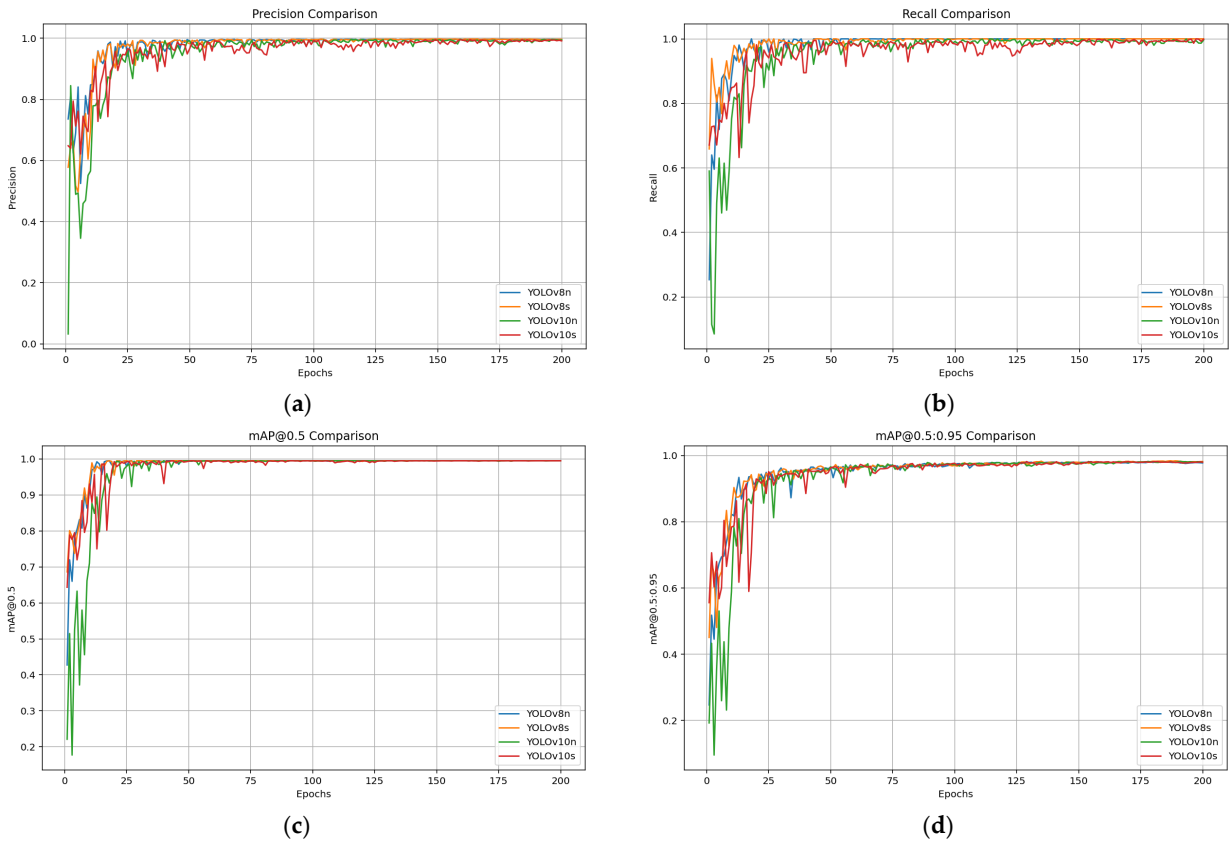 Precision Comparison
1.0
0.8
0.6
0.4
0.2
0.0
Precision
0 25 50 75 100 125 150 175 200
Epochs
YOLOv8n
YOLOv8s
YOLOv10n
YOLOv10s
(a)
Recall Comparison
1.0
0.8
0.6
0.4
0.2
Recall
0 25 50 75 100 125 150 175 200
Epochs
YOLOv8n
YOLOv8s
YOLOv10n
YOLOv10s
(b)
mAP@0.5 Comparison
1.0
0.9
0.8
0.7
0.6
0.5
0.4
0.3
0.2
mAP@0.5
0 25 50 75 100 125 150 175 200
Epochs
YOLOv8n
YOLOv8s
YOLOv10n
YOLOv10s
(c)
mAP@0.5:0.95 Comparison
1.0
0.8
0.6
0.4
0.2
mAP@0.5:0.95
0 25 50 75 100 125 150 175 200
Epochs
YOLOv8n
YOLOv8s
YOLOv10n
YOLOv10s
(d)